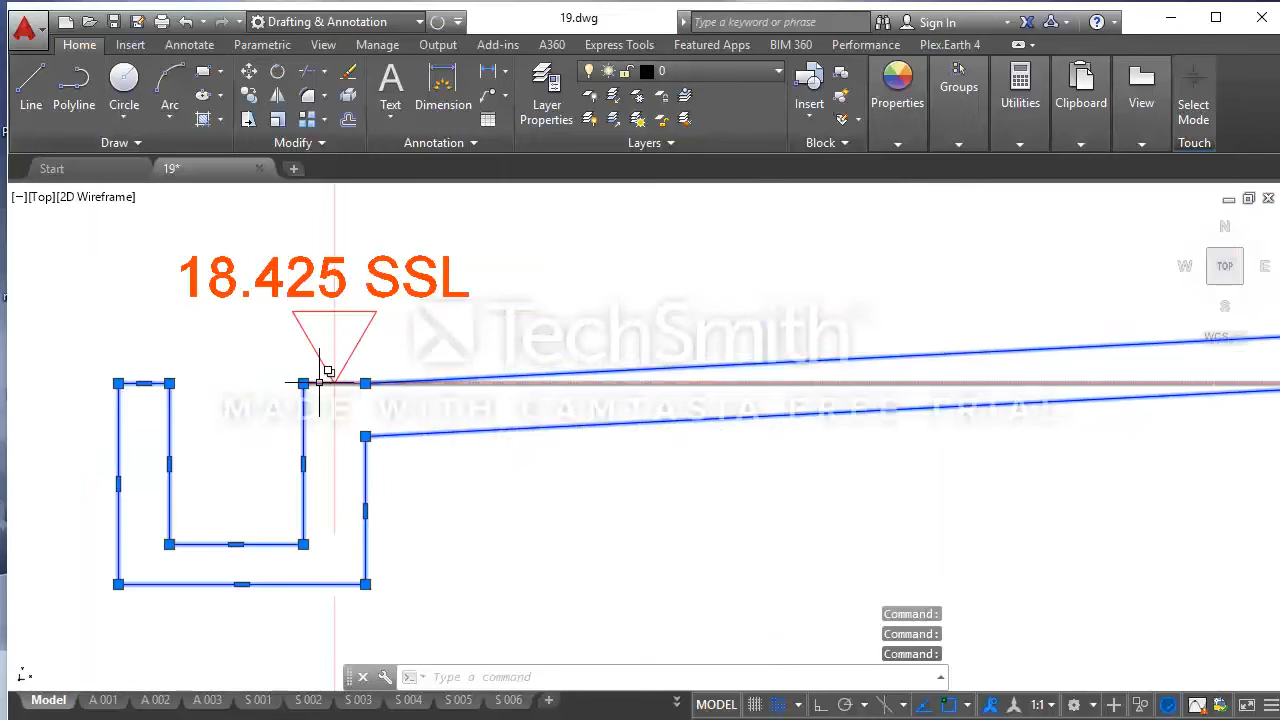 Drafting & Annotation
19.dwg
Type a keyword or phrase
Sign In
Home Insert Annotate Parametric View Manage Output Add-ins A360 Express Tools Featured Apps BIM 360 Performance Plex.Earth 4
0
Line Polyline Circle Arc Text Dimension Layer Properties Insert Properties Groups Utilities Clipboard View Select Mode
Draw Modify Annotation Layers Block Touch
Start 19*
[−][Top][2D Wireframe]
N
W TOP E
S
WCS
18.425 SSL
TechSmith
MADE WITH CAMTASIA FREE TRIAL
Command:
Command:
Command:
Type a command
Model A 001 A 002 A 003 S 001 S 002 S 003 S 004 S 005 S 006
MODEL 1:1